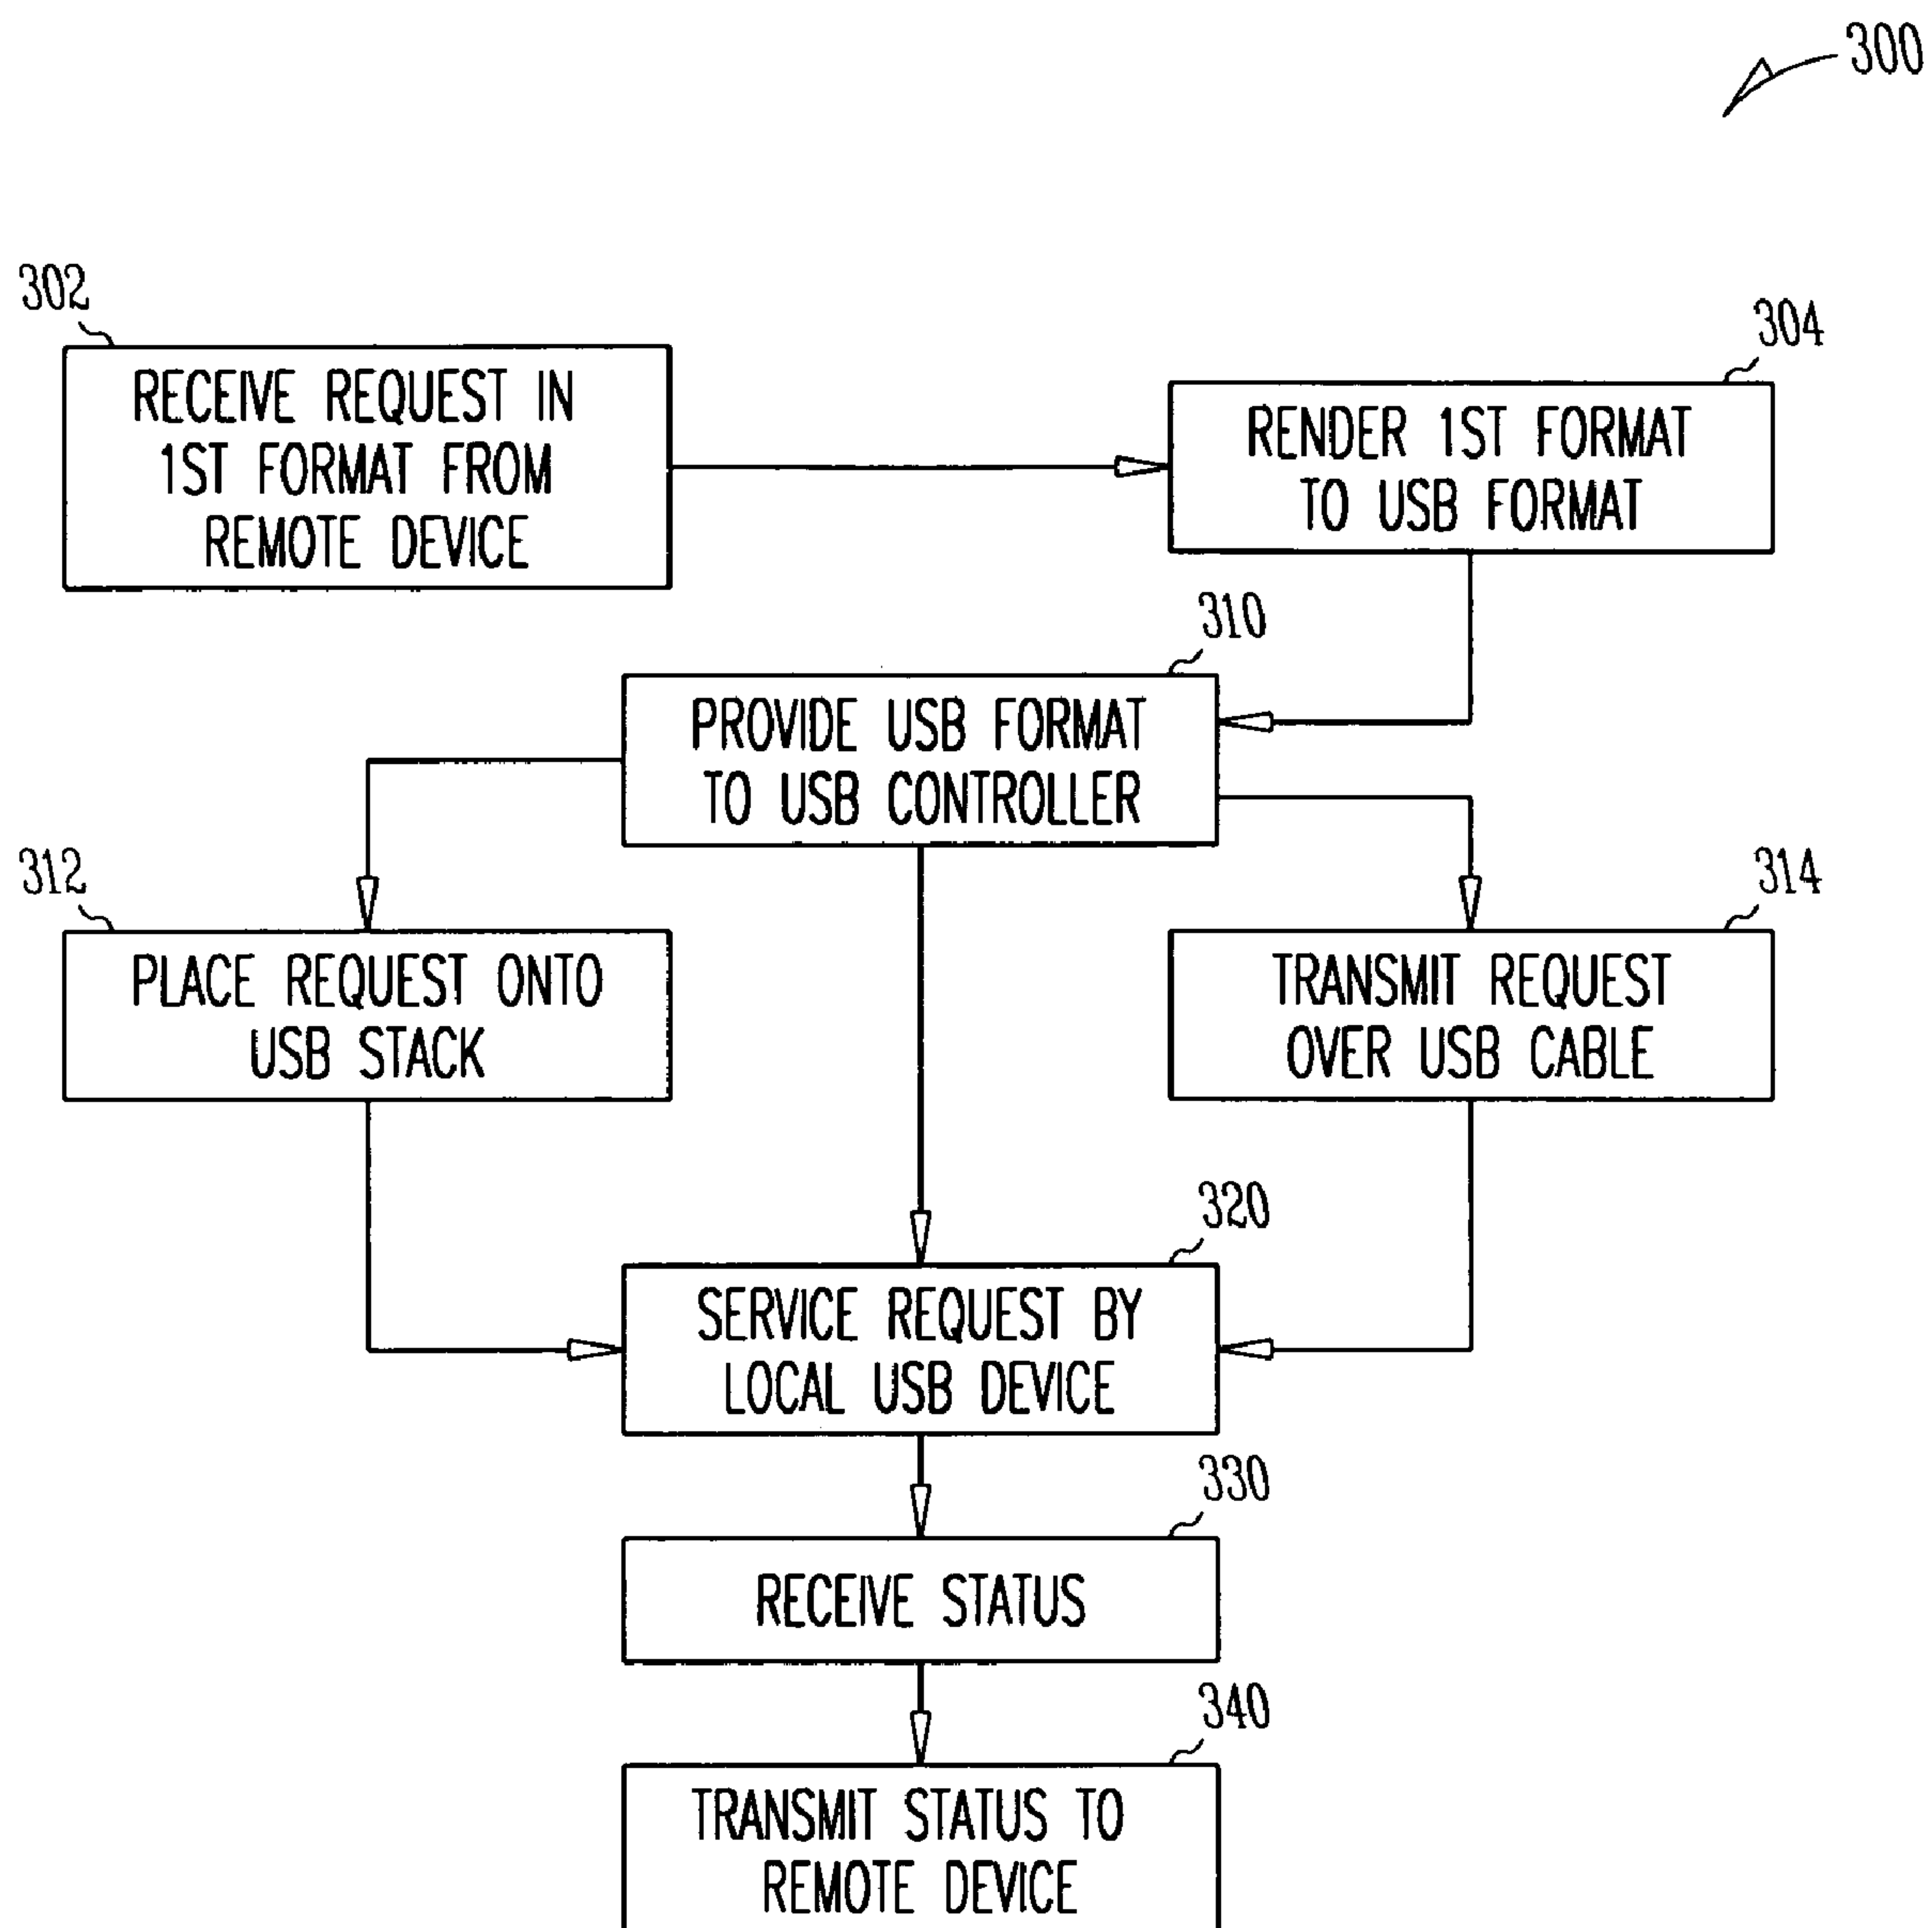 300
302
RECEIVE REQUEST IN
1ST FORMAT FROM
REMOTE DEVICE
304
RENDER 1ST FORMAT
TO USB FORMAT
310
PROVIDE USB FORMAT
TO USB CONTROLLER
312
PLACE REQUEST ONTO
USB STACK
314
TRANSMIT REQUEST
OVER USB CABLE
320
SERVICE REQUEST BY
LOCAL USB DEVICE
330
RECEIVE STATUS
340
TRANSMIT STATUS TO
REMOTE DEVICE